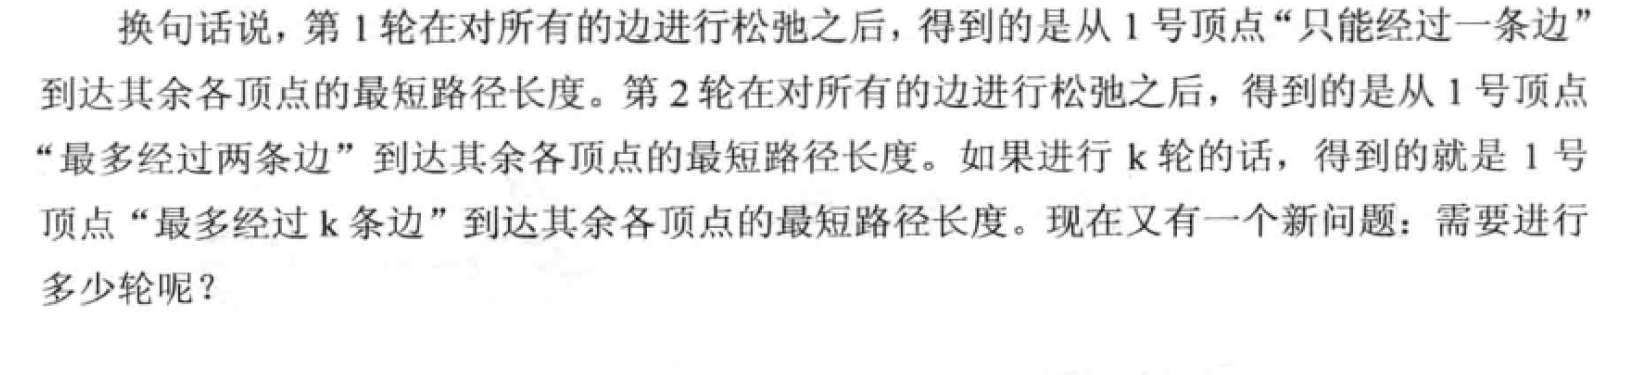 换句话说，第 1 轮在对所有的边进行松弛之后，得到的是从 1 号顶点“只能经过一条边”
到达其余各顶点的最短路径长度。第 2 轮在对所有的边进行松弛之后，得到的是从 1 号顶点
“最多经过两条边”到达其余各顶点的最短路径长度。如果进行 k 轮的话，得到的就是 1 号
顶点“最多经过 k 条边”到达其余各顶点的最短路径长度。现在又有一个新问题：需要进行
多少轮呢？